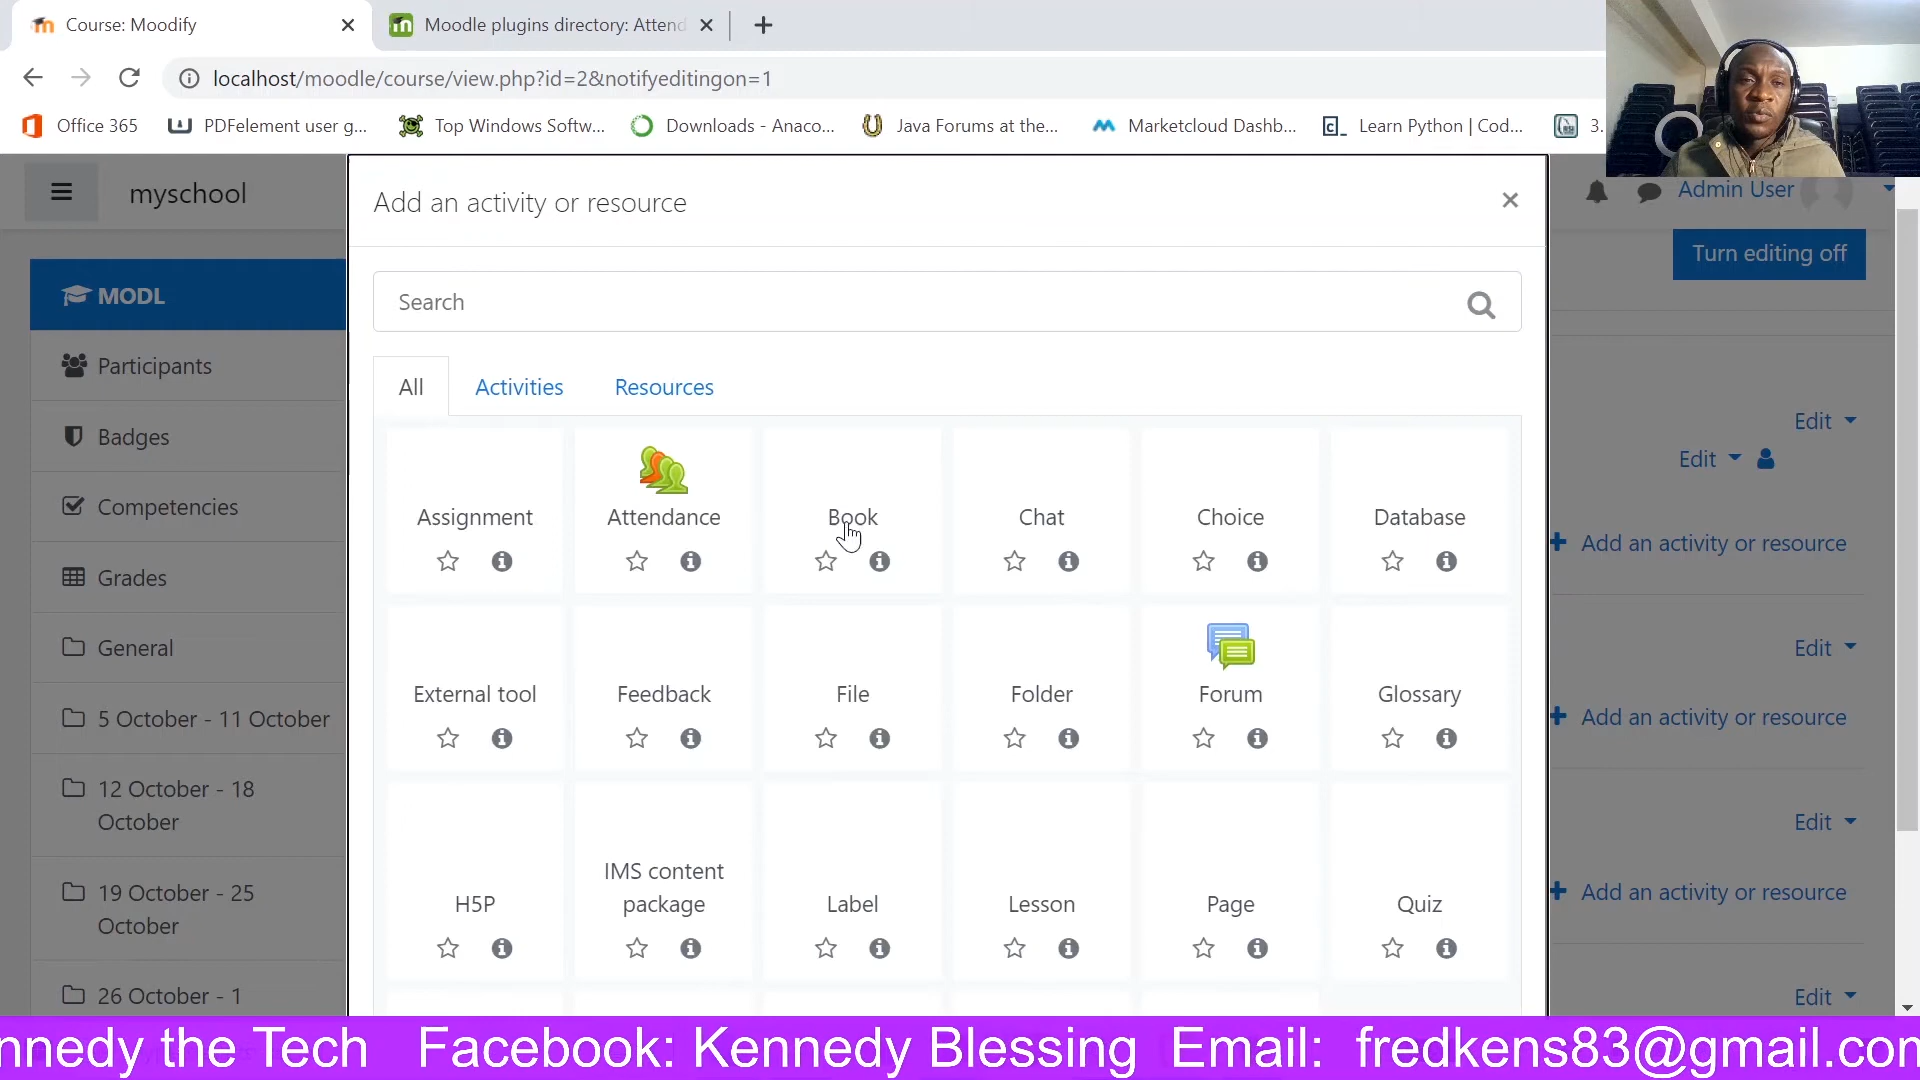 Course: Moodify
Moodle plugins directory: Attend
localhost/moodle/course/view.php?id=2&notifyeditingon=1
Office 365
PDFelement user g...
Top Windows Softw...
Downloads - Anaco...
Java Forums at the...
Marketcloud Dashb...
Learn Python | Cod...
3.
myschool
Admin User
Turn editing off
Add an activity or resource
Search
All
Activities
Resources
MODL
Participants
Badges
Competencies
Grades
General
5 October - 11 October
12 October - 18
October
19 October - 25
October
26 October - 1
Assignment
Attendance
Book
Chat
Choice
Database
External tool
Feedback
File
Folder
Forum
Glossary
H5P
IMS content
package
Label
Lesson
Page
Quiz
Edit
Edit
Add an activity or resource
Edit
Add an activity or resource
Edit
Add an activity or resource
Edit
nnedy the Tech Facebook: Kennedy Blessing Email: fredkens83@gmail.com